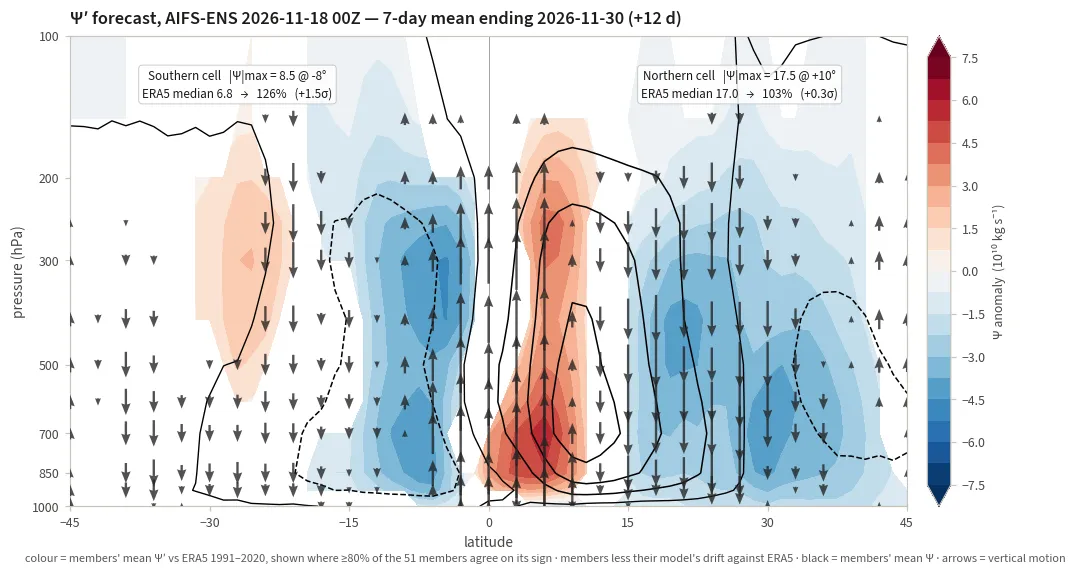 Ψ′ forecast, AIFS-ENS 2026-11-18 00Z — 7-day mean ending 2026-11-30 (+12 d)
100
200
300
500
700
850
1000
pressure (hPa)
Southern cell |Ψ|max = 8.5 @ -8°
ERA5 median 6.8 → 126% (+1.5σ)
Northern cell |Ψ|max = 17.5 @ +10°
ERA5 median 17.0 → 103% (+0.3σ)
−45
−30
−15
0
15
30
45
latitude
7.5
6.0
4.5
3.0
1.5
0.0
−1.5
−3.0
−4.5
−6.0
−7.5
Ψ anomaly (10¹⁰ kg s⁻¹)
colour = members' mean Ψ′ vs ERA5 1991–2020, shown where ≥80% of the 51 members agree on its sign · members less their model's drift against ERA5 · black = members' mean Ψ · arrows = vertical motion